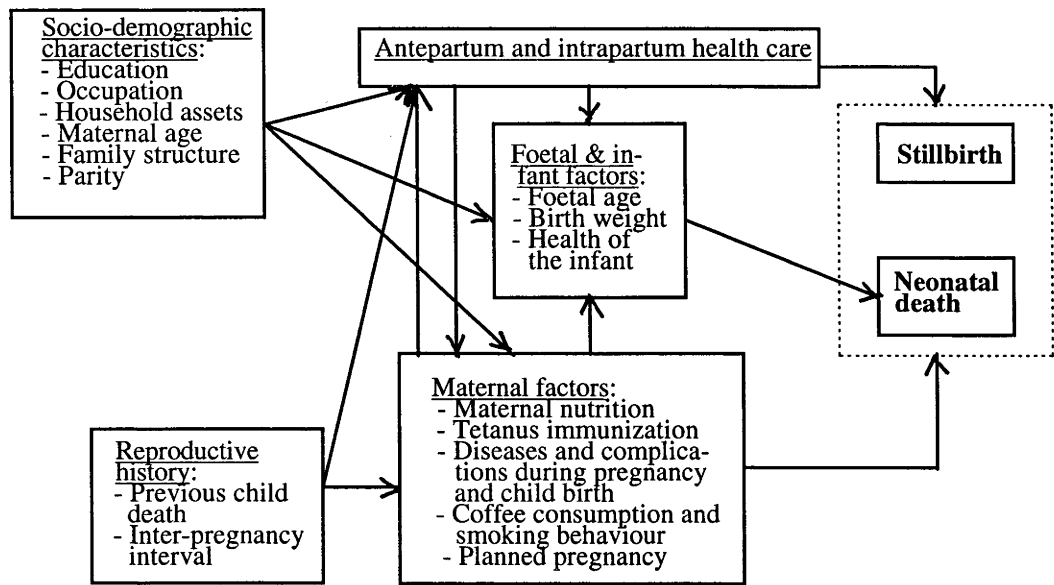 Socio-demographic
characteristics:
- Education
- Occupation
- Household assets
- Maternal age
- Family structure
- Parity
Antepartum and intrapartum health care
Foetal & in-
fant factors:
- Foetal age
- Birth weight
- Health of
the infant
Stillbirth
Neonatal
death
Maternal factors:
- Maternal nutrition
- Tetanus immunization
- Diseases and complica-
tions during pregnancy
and child birth
- Coffee consumption and
smoking behaviour
- Planned pregnancy
Reproductive
history:
- Previous child
death
- Inter-pregnancy
interval